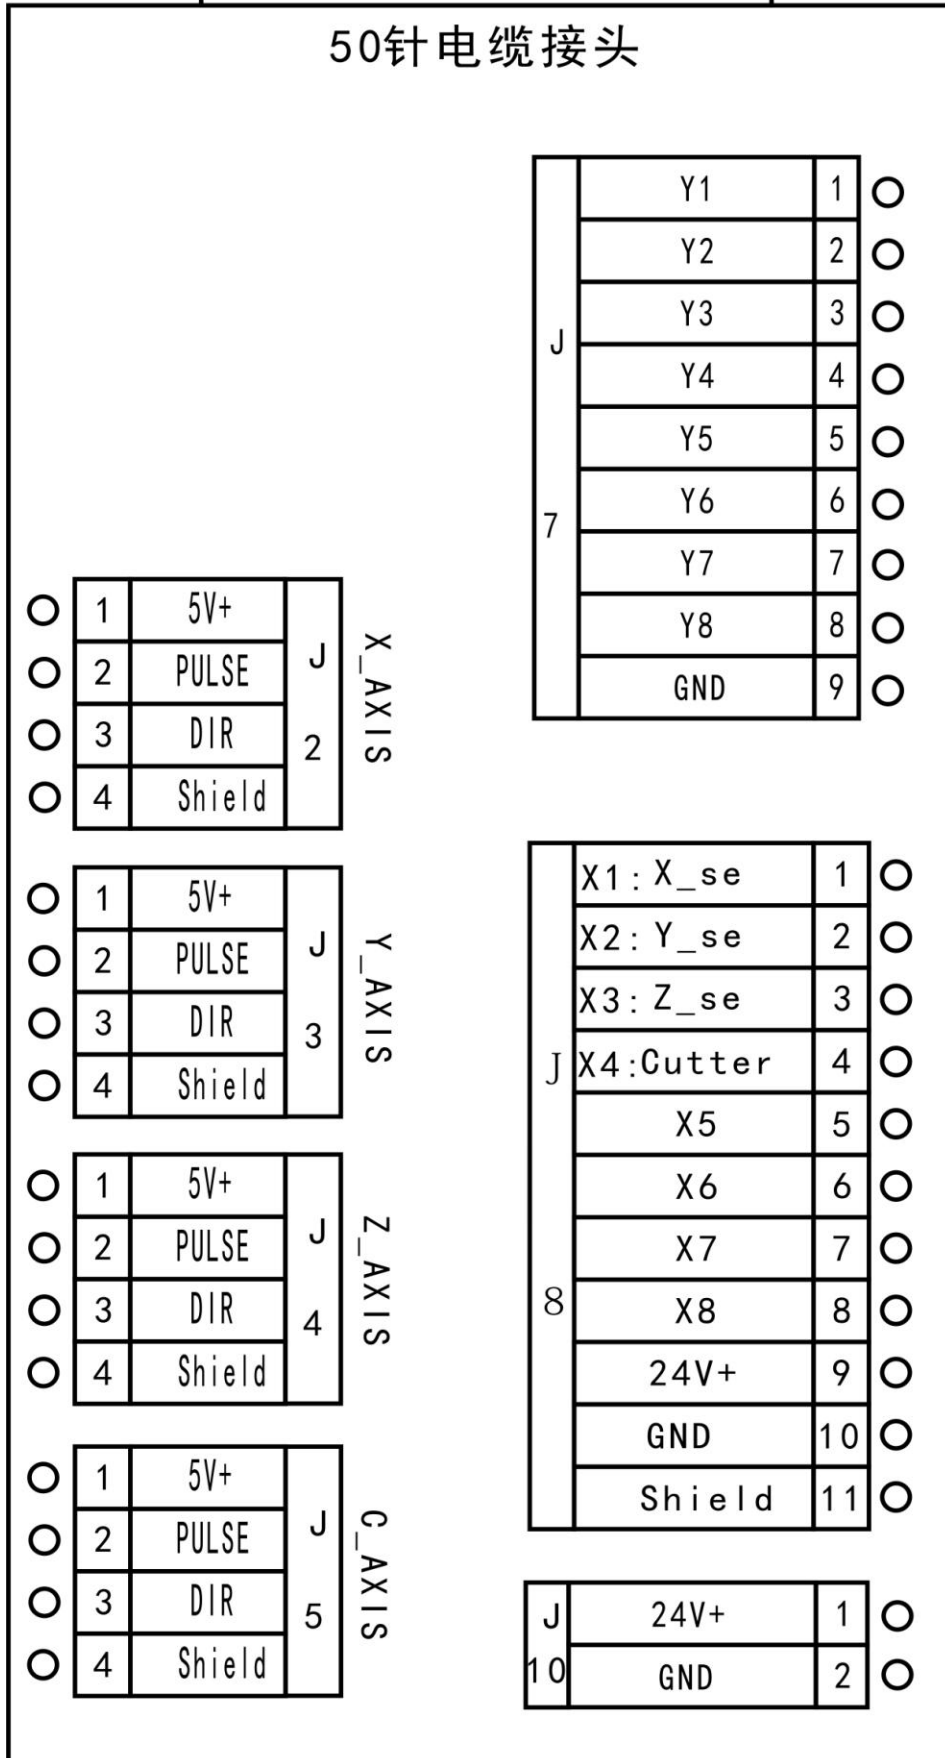 50针电缆接头
J7
Y1 1
Y2 2
Y3 3
Y4 4
Y5 5
Y6 6
Y7 7
Y8 8
GND 9
X_AXIS
J2
1 5V+
2 PULSE
3 DIR
4 Shield
Y_AXIS
J3
1 5V+
2 PULSE
3 DIR
4 Shield
Z_AXIS
J4
1 5V+
2 PULSE
3 DIR
4 Shield
C_AXIS
J5
1 5V+
2 PULSE
3 DIR
4 Shield
J8
X1:X_se 1
X2:Y_se 2
X3:Z_se 3
X4:Cutter 4
X5 5
X6 6
X7 7
X8 8
24V+ 9
GND 10
Shield 11
J10
24V+ 1
GND 2